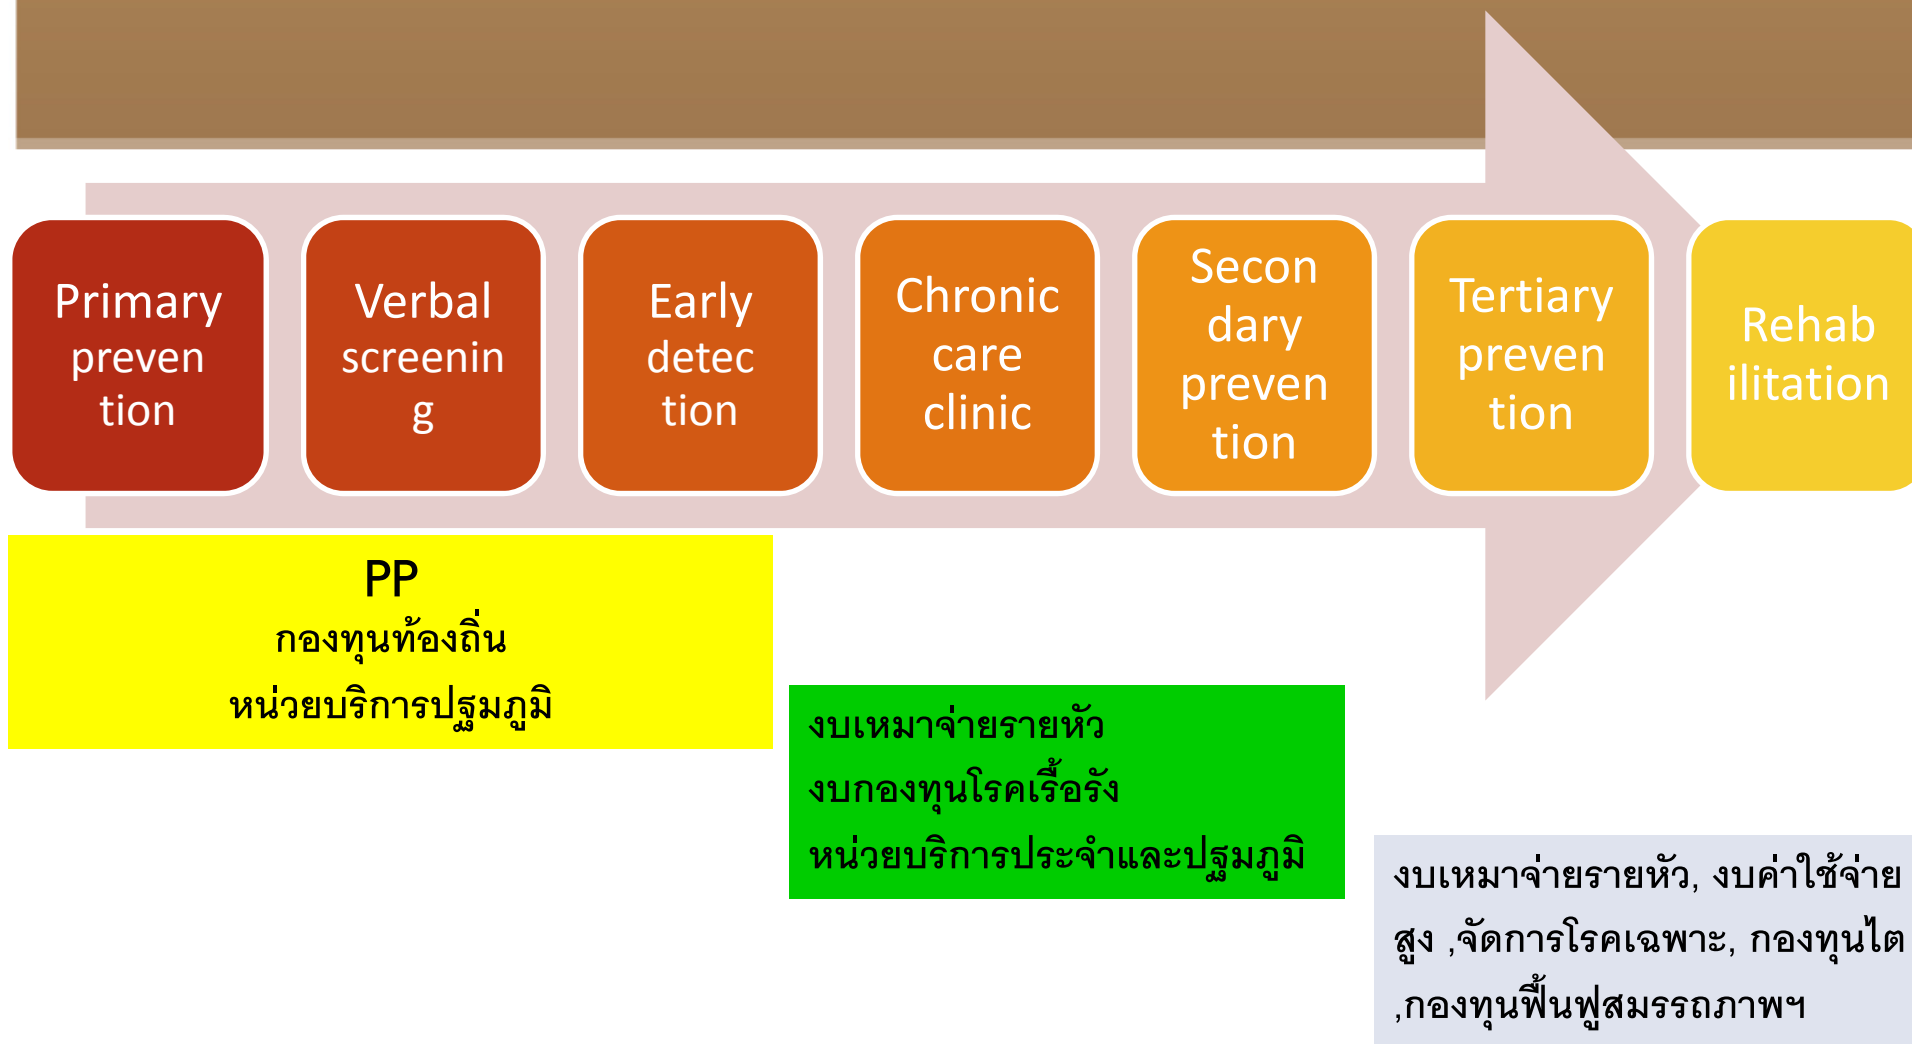 Primary
preven
tion
Verbal
screenin
g
Early
detec
tion
Chronic
care
clinic
Secon
dary
preven
tion
Tertiary
preven
tion
Rehab
ilitation
PP
กองทุนท้องถิ่น
หน่วยบริการปฐมภูมิ
งบเหมาจ่ายรายหัว
งบกองทุนโรคเรื้อรัง
หน่วยบริการประจำและปฐมภูมิ
งบเหมาจ่ายรายหัว, งบค่าใช้จ่าย
สูง ,จัดการโรคเฉพาะ, กองทุนไต
,กองทุนฟื้นฟูสมรรถภาพฯ